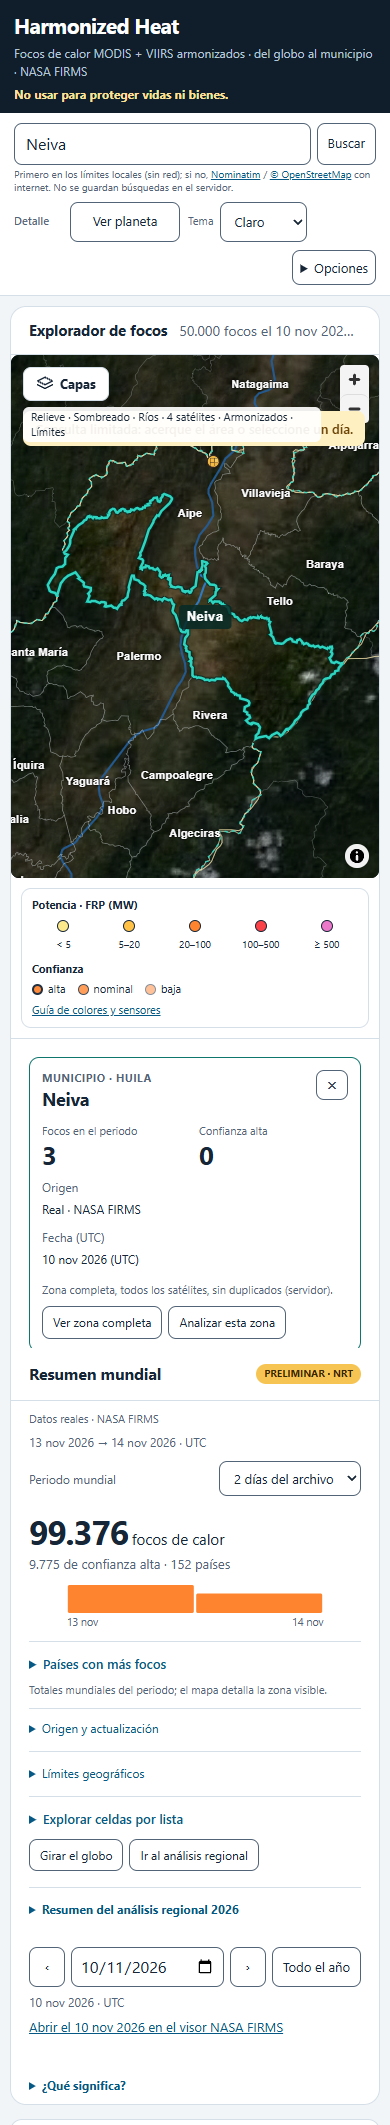 Harmonized Heat
Focos de calor MODIS + VIIRS armonizados · del globo al municipio
· NASA FIRMS
No usar para proteger vidas ni bienes.
Neiva
Buscar
Primero en los límites locales (sin red); si no, Nominatim / © OpenStreetMap con
internet. No se guardan búsquedas en el servidor.
Detalle
Ver planeta
Tema
Claro
▶ Opciones
Explorador de focos
50.000 focos el 10 nov 202...
Capas
Natagaima
+
−
Relieve · Sombreado · Ríos · 4 satélites · Armonizados ·
Límites
limitada: acerque el área o seleccione un día.
Villavieja
Aipe
Baraya
Tello
Neiva
anta María
Palermo
Rivera
Íquira
Campoalegre
Yaguará
Hobo
alia
Algeciras
Potencia · FRP (MW)
< 5
5–20
20–100
100–500
≥ 500
Confianza
alta
nominal
baja
Guía de colores y sensores
MUNICIPIO · HUILA
×
Neiva
Focos en el periodo
Confianza alta
3
0
Origen
Real · NASA FIRMS
Fecha (UTC)
10 nov 2026 (UTC)
Zona completa, todos los satélites, sin duplicados (servidor).
Ver zona completa
Analizar esta zona
Resumen mundial
PRELIMINAR · NRT
Datos reales · NASA FIRMS
13 nov 2026 → 14 nov 2026 · UTC
Periodo mundial
2 días del archivo
99.376 focos de calor
9.775 de confianza alta · 152 países
13 nov
14 nov
▶ Países con más focos
Totales mundiales del período; el mapa detalla la zona visible.
▶ Origen y actualización
▶ Límites geográficos
▶ Explorar celdas por lista
Girar el globo
Ir al análisis regional
▶ Resumen del análisis regional 2026
‹
10/11/2026
›
Todo el año
10 nov 2026 · UTC
Abrir el 10 nov 2026 en el visor NASA FIRMS
▶ ¿Qué significa?